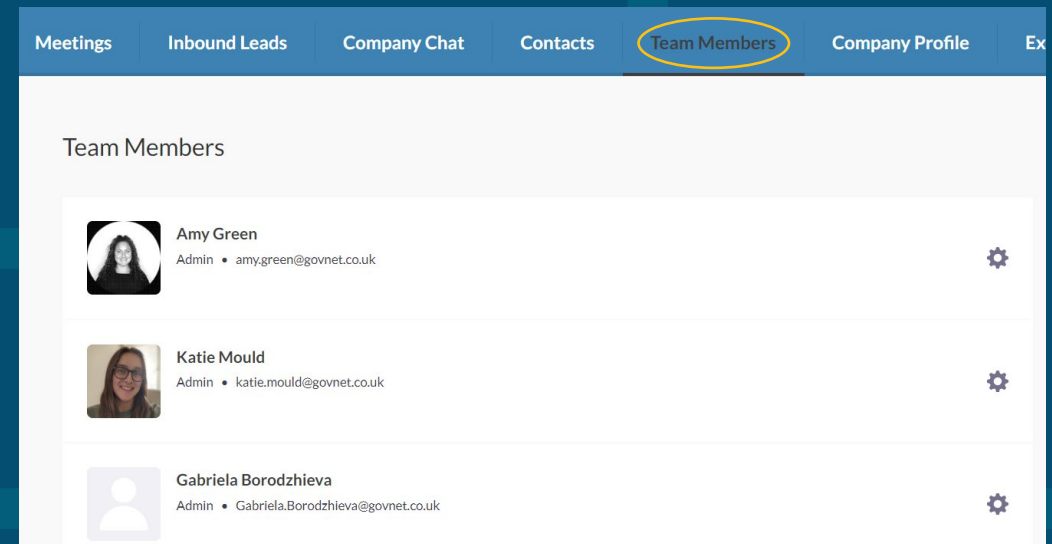 Meetings Inbound Leads Company Chat Contacts Team Members Company Profile Ex
Team Members
Amy Green
Admin • amy.green@govnet.co.uk
Katie Mould
Admin • katie.mould@govnet.co.uk
Gabriela Borodzhieva
Admin • Gabriela.Borodzhieva@govnet.co.uk